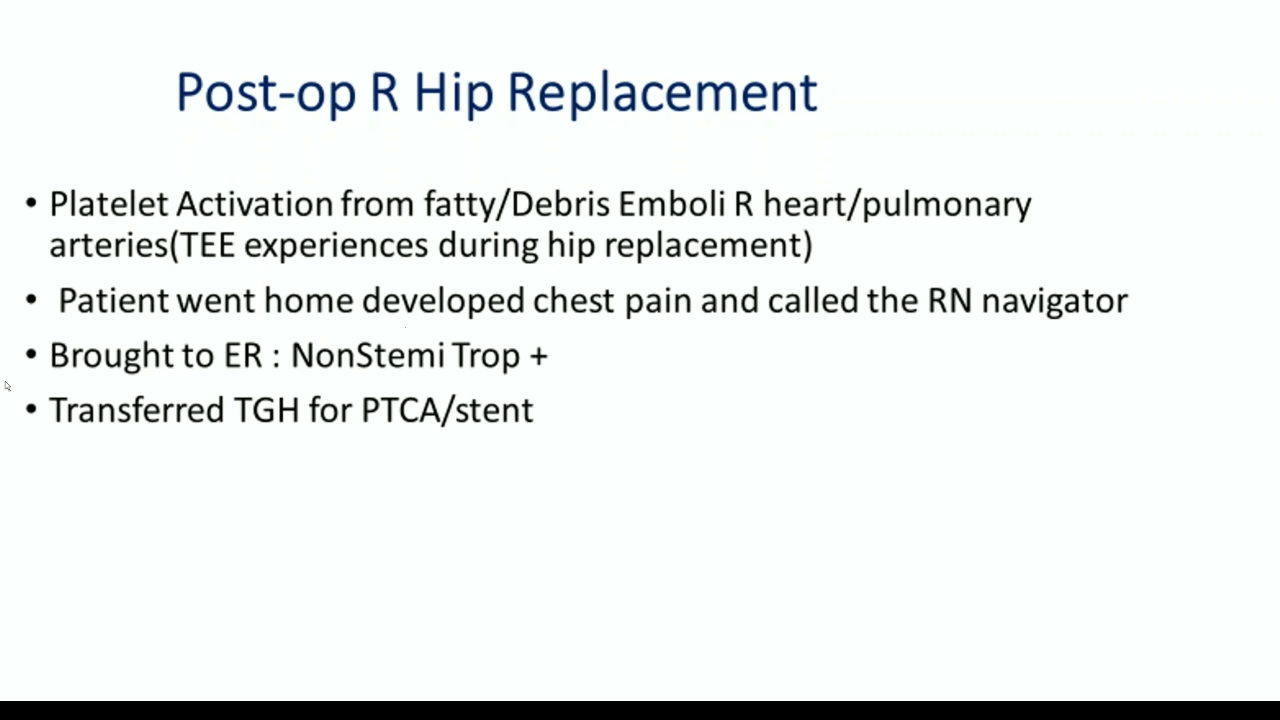 Post-op R Hip Replacement
• Platelet Activation from fatty/Debris Emboli R heart/pulmonary
arteries(TEE experiences during hip replacement)
• Patient went home developed chest pain and called the RN navigator
• Brought to ER : NonStemi Trop +
• Transferred TGH for PTCA/stent